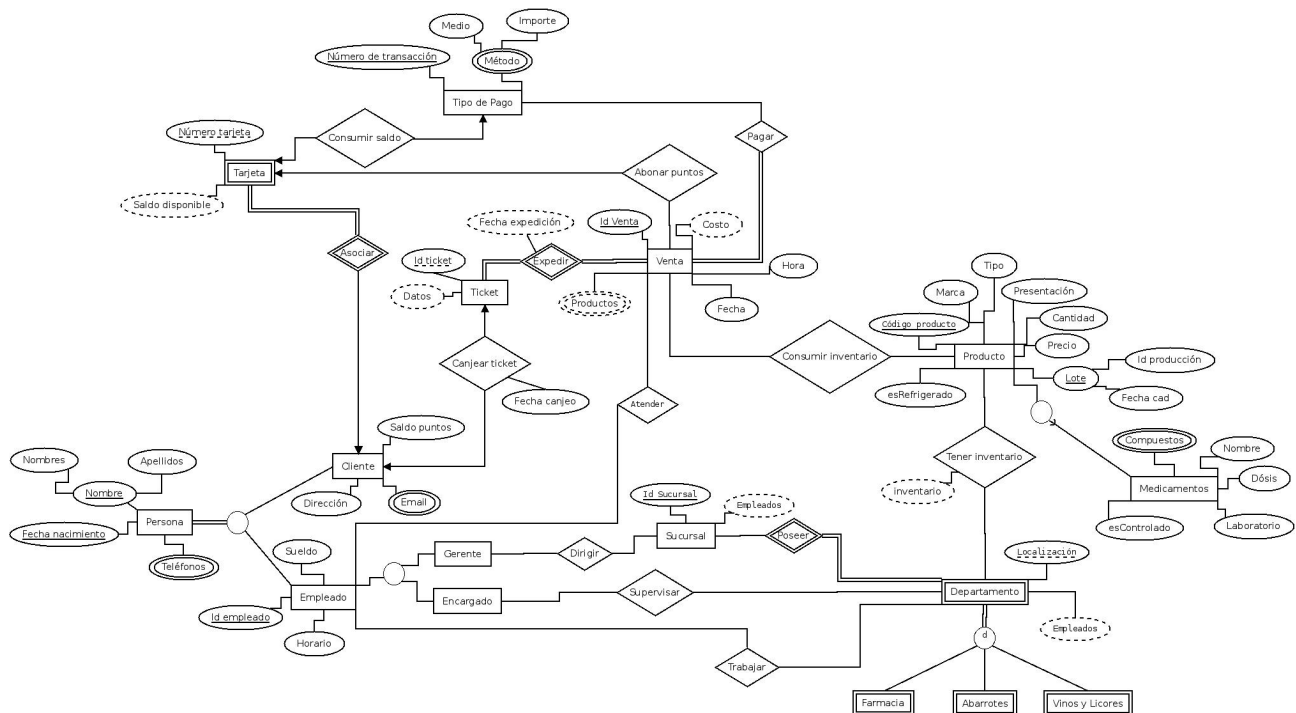 Medio
Importe
Número de transacción
Método
Tipo de Pago
Número tarjeta
Consumir saldo
Pagar
Tarjeta
Abonar puntos
Saldo disponible
Fecha expedición
Id Venta
Costo
Asociar
Id ticket
Expedir
Venta
Hora
Tipo
Datos
Ticket
Productos
Fecha
Marca
Presentación
Código producto
Cantidad
Canjear ticket
Consumir inventario
Producto
Precio
Id producción
Lote
esRefrigerado
Fecha cad
Fecha canjeo
Atender
Saldo puntos
Compuestos
Nombre
Nombres
Apellidos
Cliente
Tener inventario
Dósis
Nombre
Dirección
Email
Id Sucursal
Empleados
inventario
Medicamentos
esControlado
Laboratorio
Fecha nacimiento
Persona
Sucursal
Poseer
Teléfonos
Sueldo
Gerente
Dirigir
Localización
Empleado
Encargado
Supervisar
Departamento
Id empleado
Horario
Empleados
d
Trabajar
Farmacia
Abarrotes
Vinos y Licores